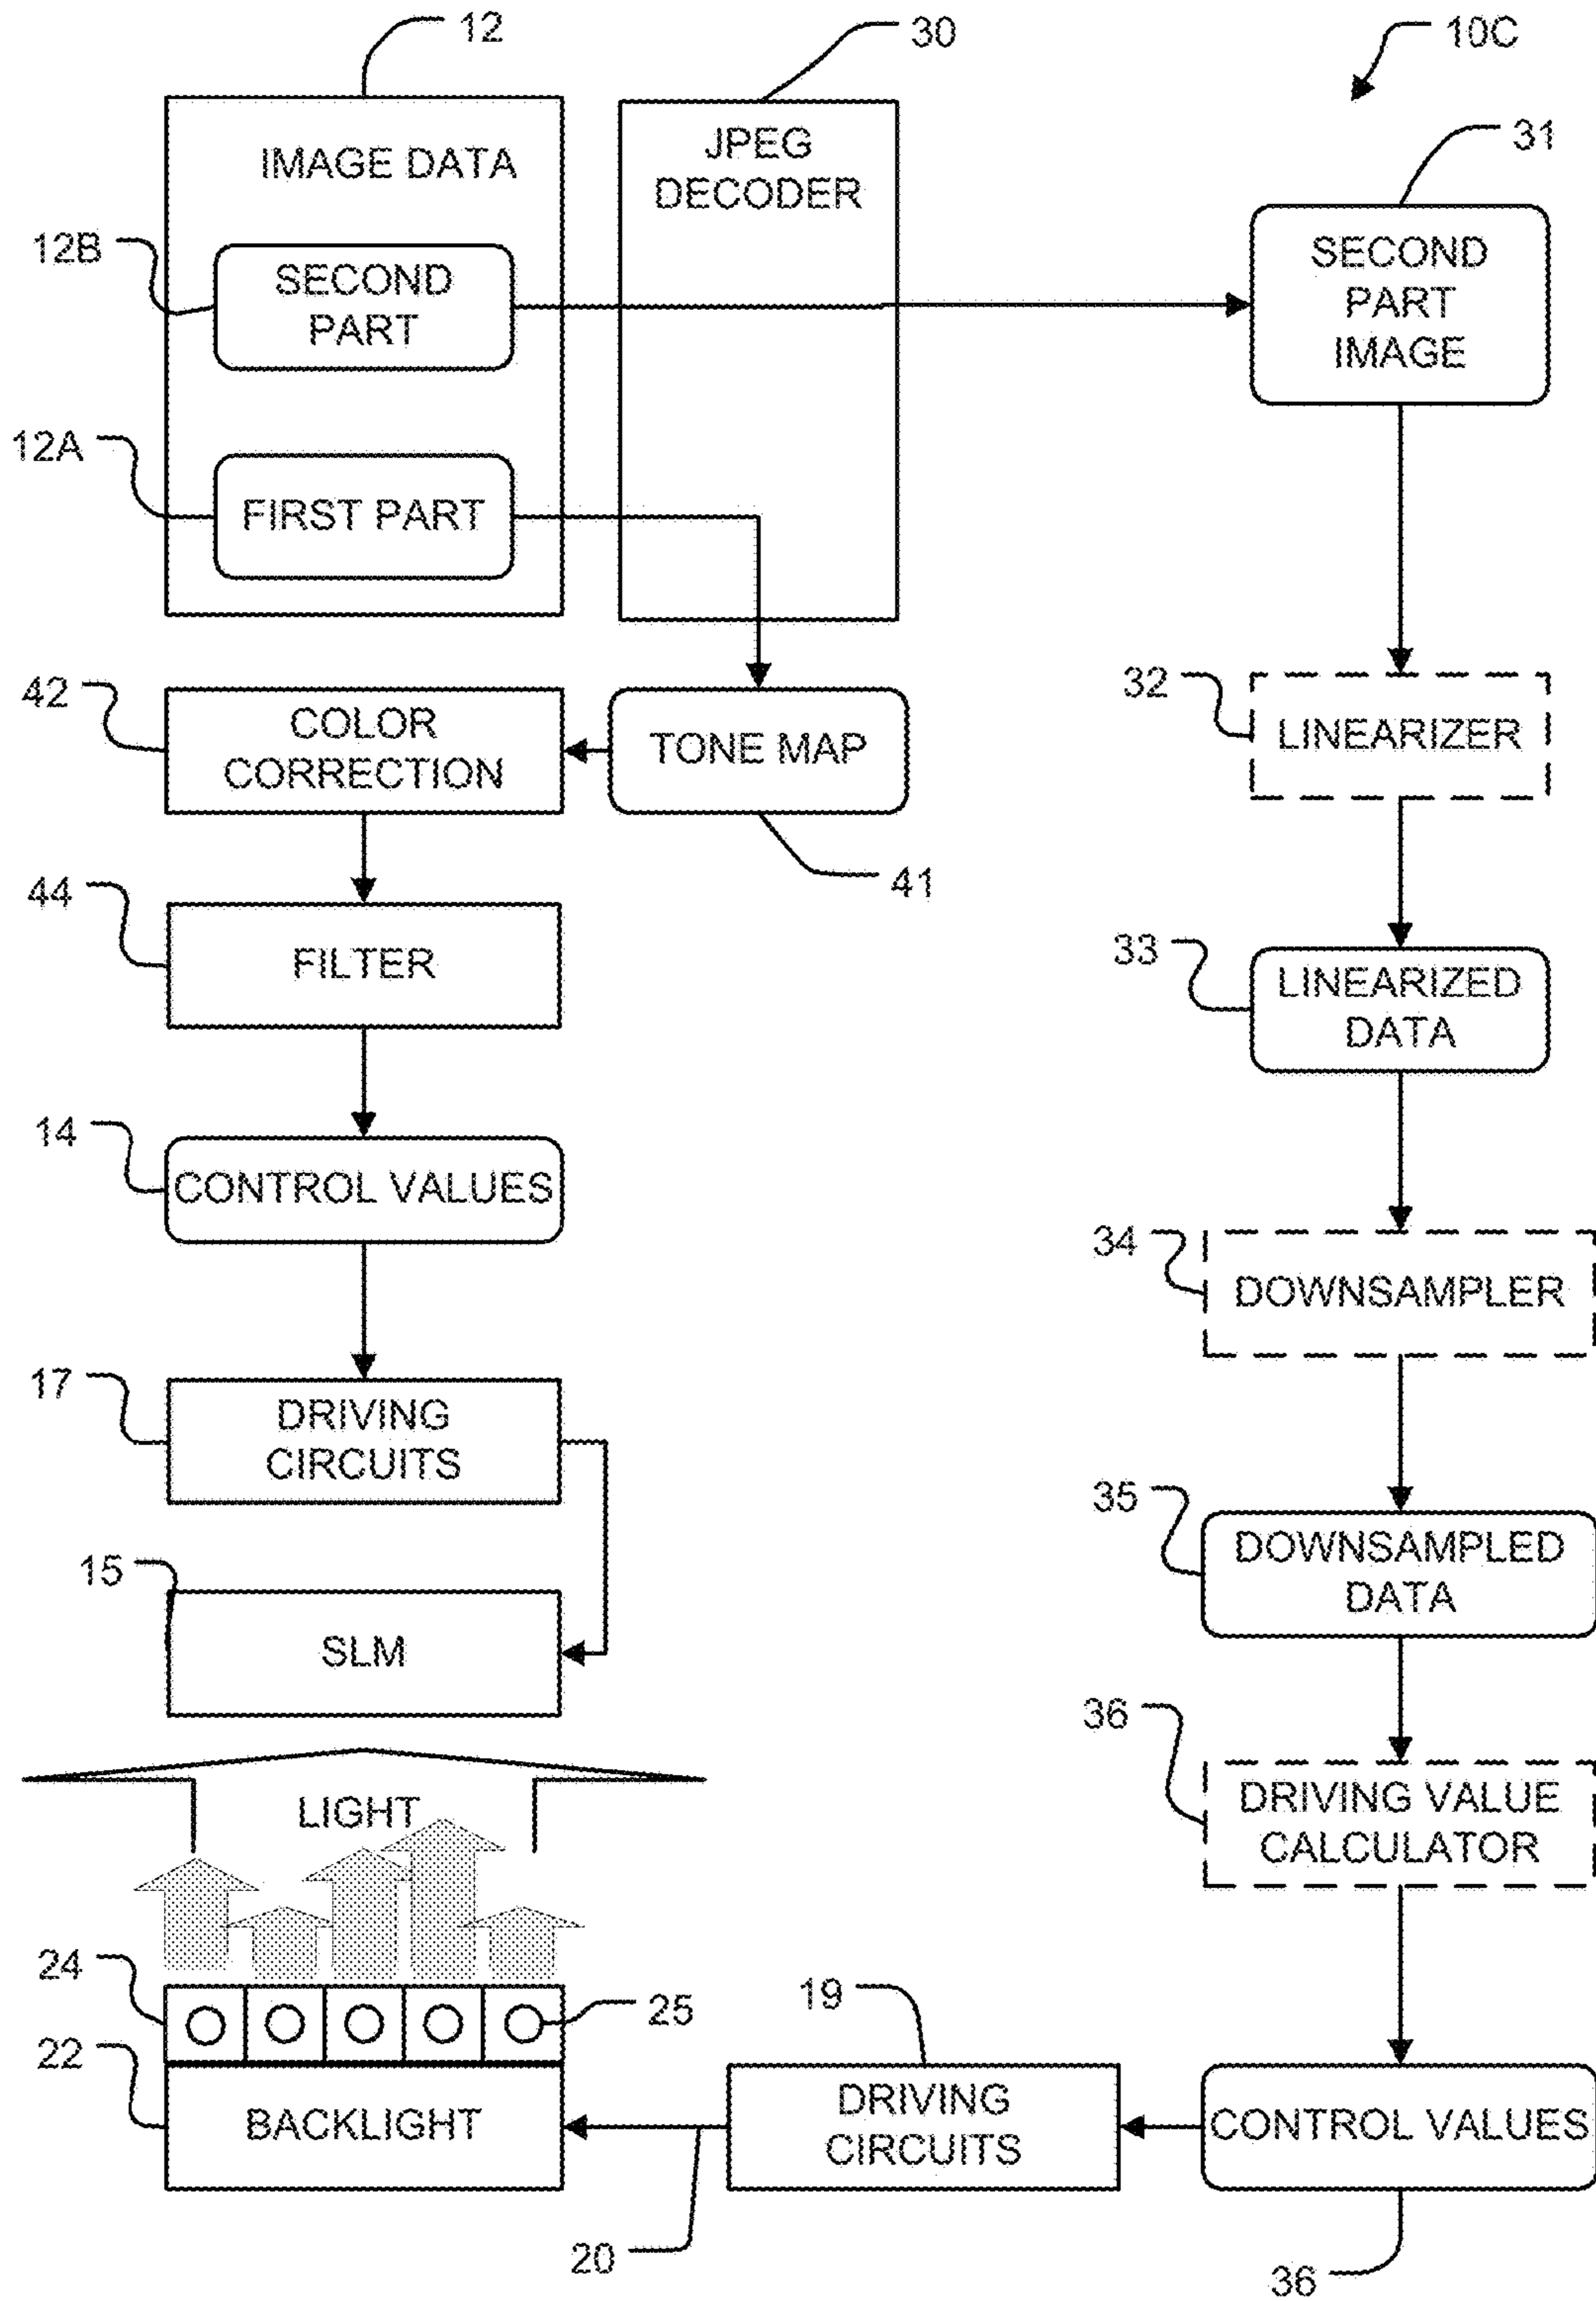 12
30
10C
IMAGE DATA
JPEG
DECODER
31
12B
SECOND
PART
SECOND
PART
IMAGE
12A
FIRST PART
42
COLOR
CORRECTION
TONE MAP
32
LINEARIZER
41
44
FILTER
33
LINEARIZED
DATA
14
CONTROL VALUES
34
DOWNSAMPLER
17
DRIVING
CIRCUITS
35
DOWNSAMPLED
DATA
15
SLM
36
DRIVING VALUE
CALCULATOR
LIGHT
24
25
19
22
BACKLIGHT
DRIVING
CIRCUITS
CONTROL VALUES
20
36